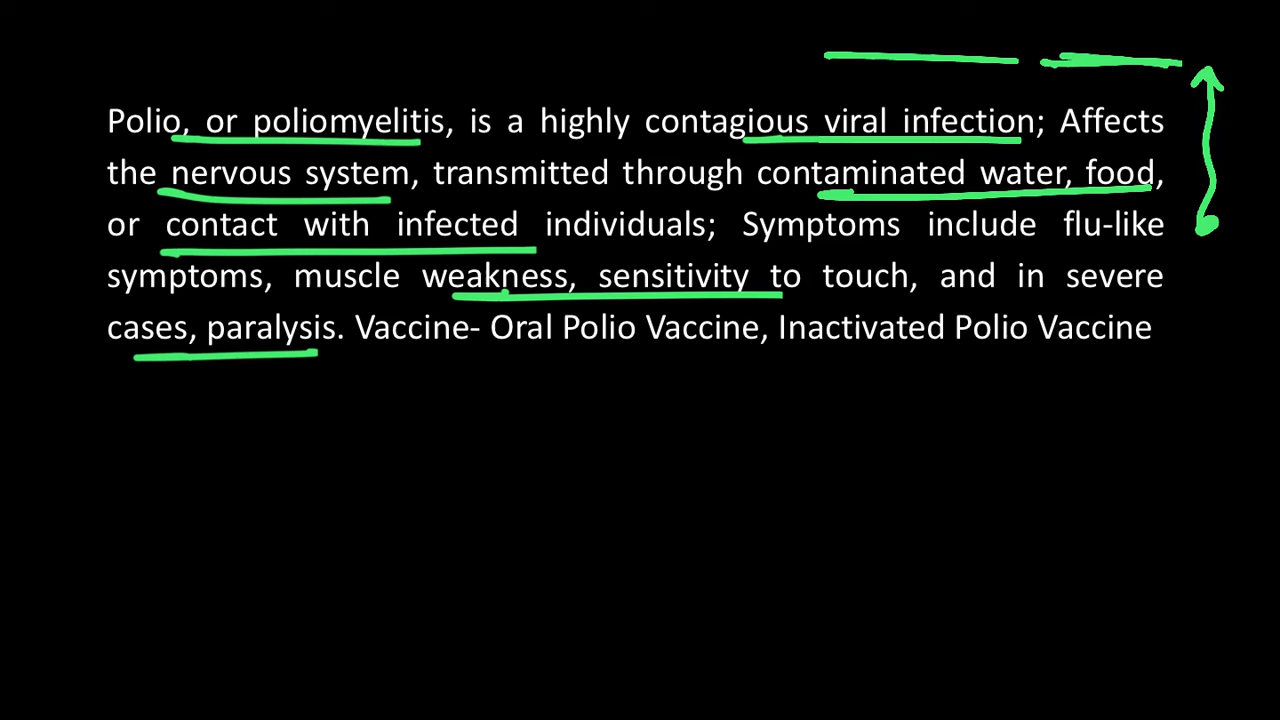 Polio, or poliomyelitis, is a highly contagious viral infection; Affects
the nervous system, transmitted through contaminated water, food,
or contact with infected individuals; Symptoms include flu-like
symptoms, muscle weakness, sensitivity to touch, and in severe
cases, paralysis. Vaccine- Oral Polio Vaccine, Inactivated Polio Vaccine